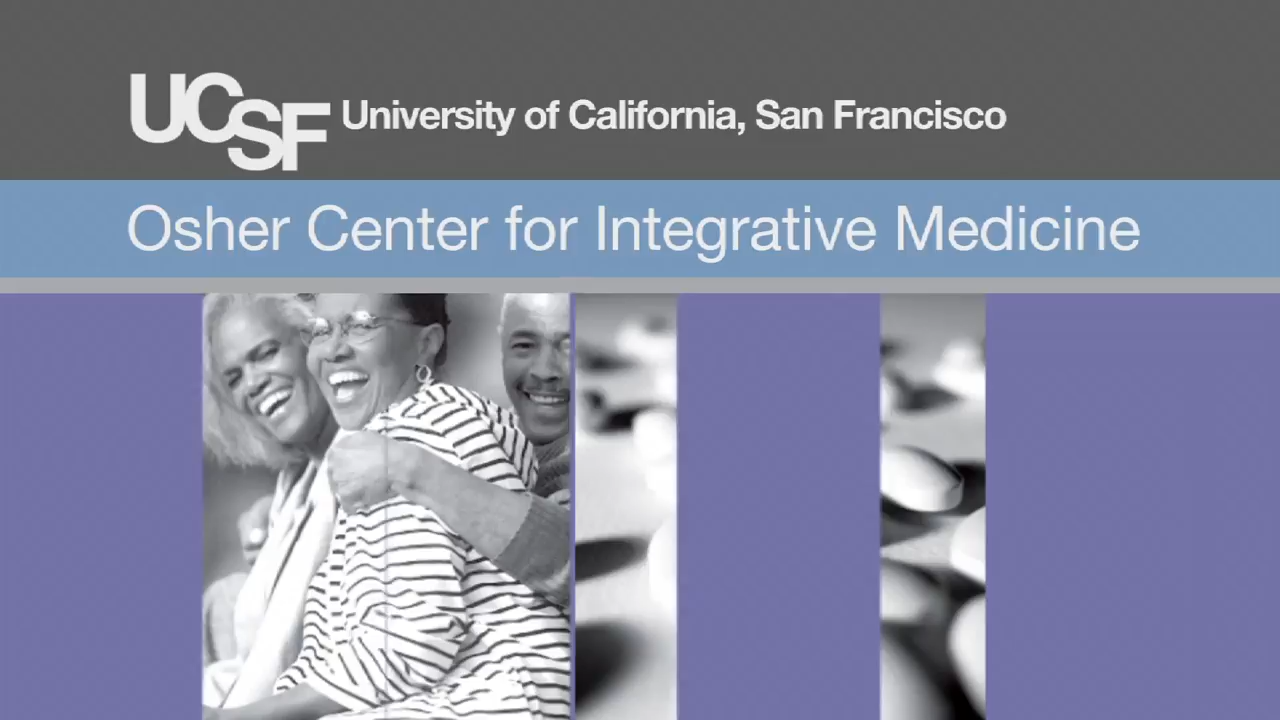 UCSF University of California, San Francisco
Osher Center for Integrative Medicine